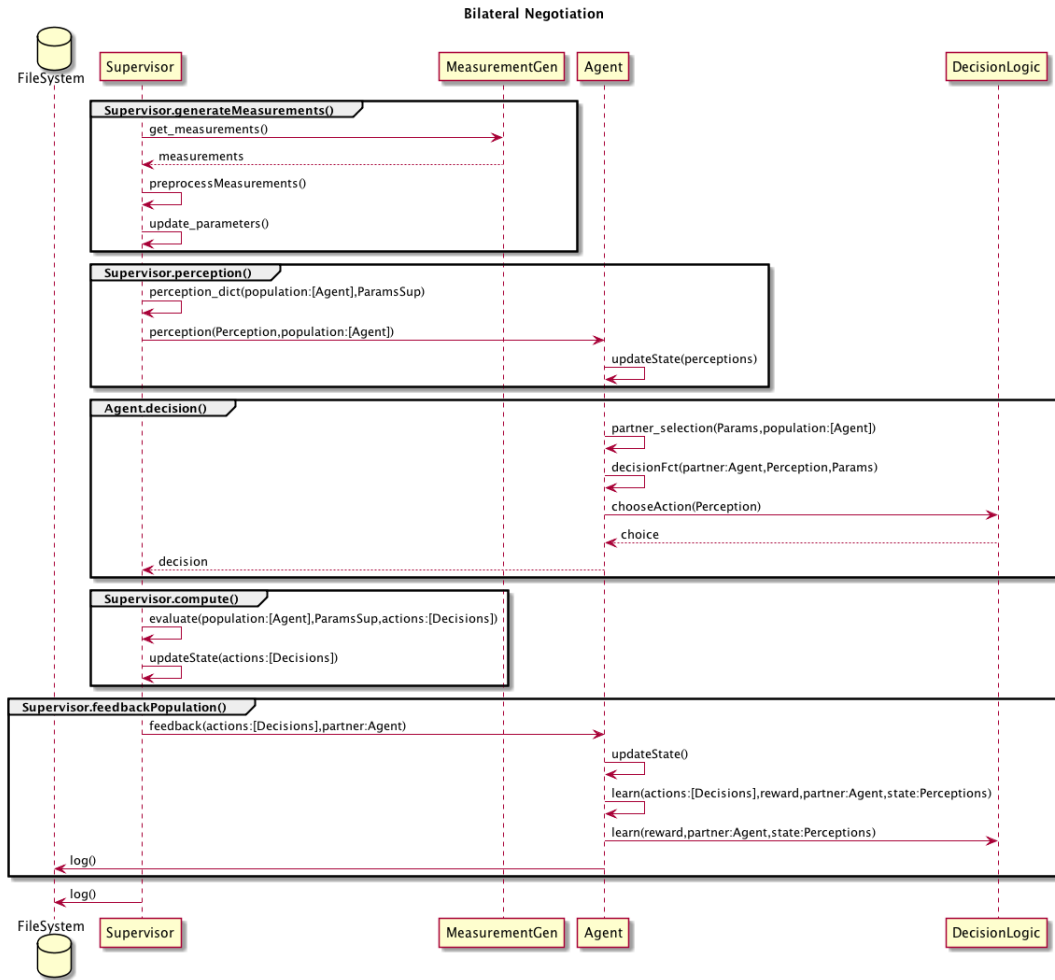 Bilateral Negotiation
FileSystem
Supervisor
MeasurementGen
Agent
DecisionLogic
Supervisor.generateMeasurements()
get_measurements()
measurements
preprocessMeasurements()
update_parameters()
Supervisor.perception()
perception_dict(population:[Agent],ParamsSup)
perception(Perception,population:[Agent])
updateState(perceptions)
Agent.decision()
partner_selection(Params,population:[Agent])
decisionFct(partner:Agent,Perception,Params)
chooseAction(Perception)
choice
decision
Supervisor.compute()
evaluate(population:[Agent],ParamsSup,actions:[Decisions])
updateState(actions:[Decisions])
Supervisor.feedbackPopulation()
feedback(actions:[Decisions],partner:Agent)
updateState()
learn(actions:[Decisions],reward,partner:Agent,state:Perceptions)
learn(reward,partner:Agent,state:Perceptions)
log()
log()
FileSystem
Supervisor
MeasurementGen
Agent
DecisionLogic